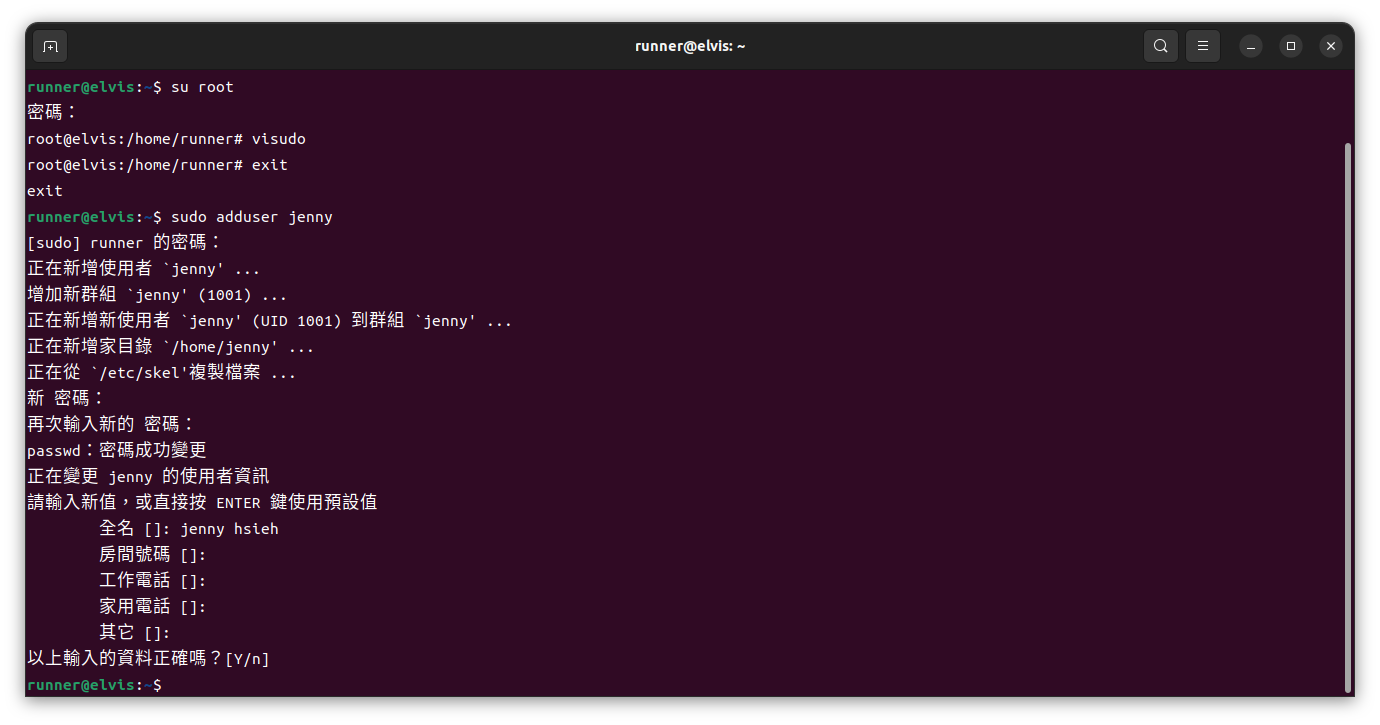 runner@elvis: ~
runner@elvis:~$ su root
密碼：
root@elvis:/home/runner# visudo
root@elvis:/home/runner# exit
exit
runner@elvis:~$ sudo adduser jenny
[sudo] runner 的密碼：
正在新增使用者 `jenny' ...
增加新群組 `jenny' (1001) ...
正在新增新使用者 `jenny' (UID 1001) 到群組 `jenny' ...
正在新增家目錄 `/home/jenny' ...
正在從 `/etc/skel'複製檔案 ...
新 密碼：
再次輸入新的 密碼：
passwd：密碼成功變更
正在變更 jenny 的使用者資訊
請輸入新值，或直接按 ENTER 鍵使用預設值
全名 []: jenny hsieh
房間號碼 []:
工作電話 []:
家用電話 []:
其它 []:
以上輸入的資料正確嗎？[Y/n]
runner@elvis:~$